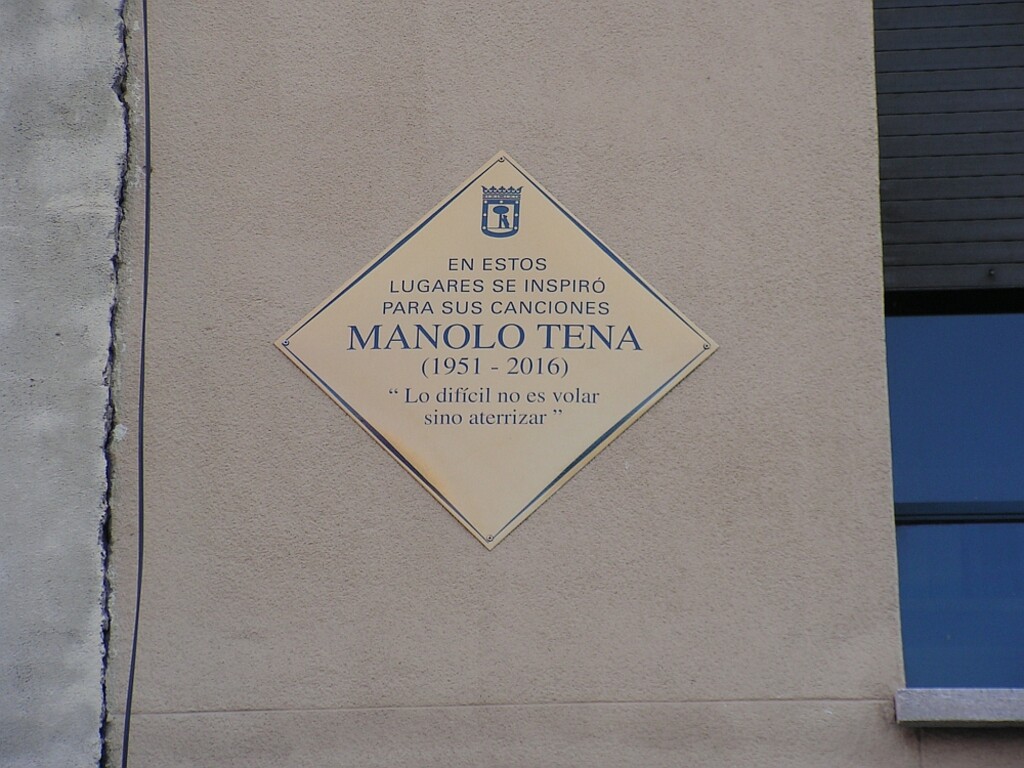 EN ESTOS
LUGARES SE INSPIRÓ
PARA SUS CANCIONES
MANOLO TENA
(1951 - 2016)
“ Lo difícil no es volar
sino aterrizar ”